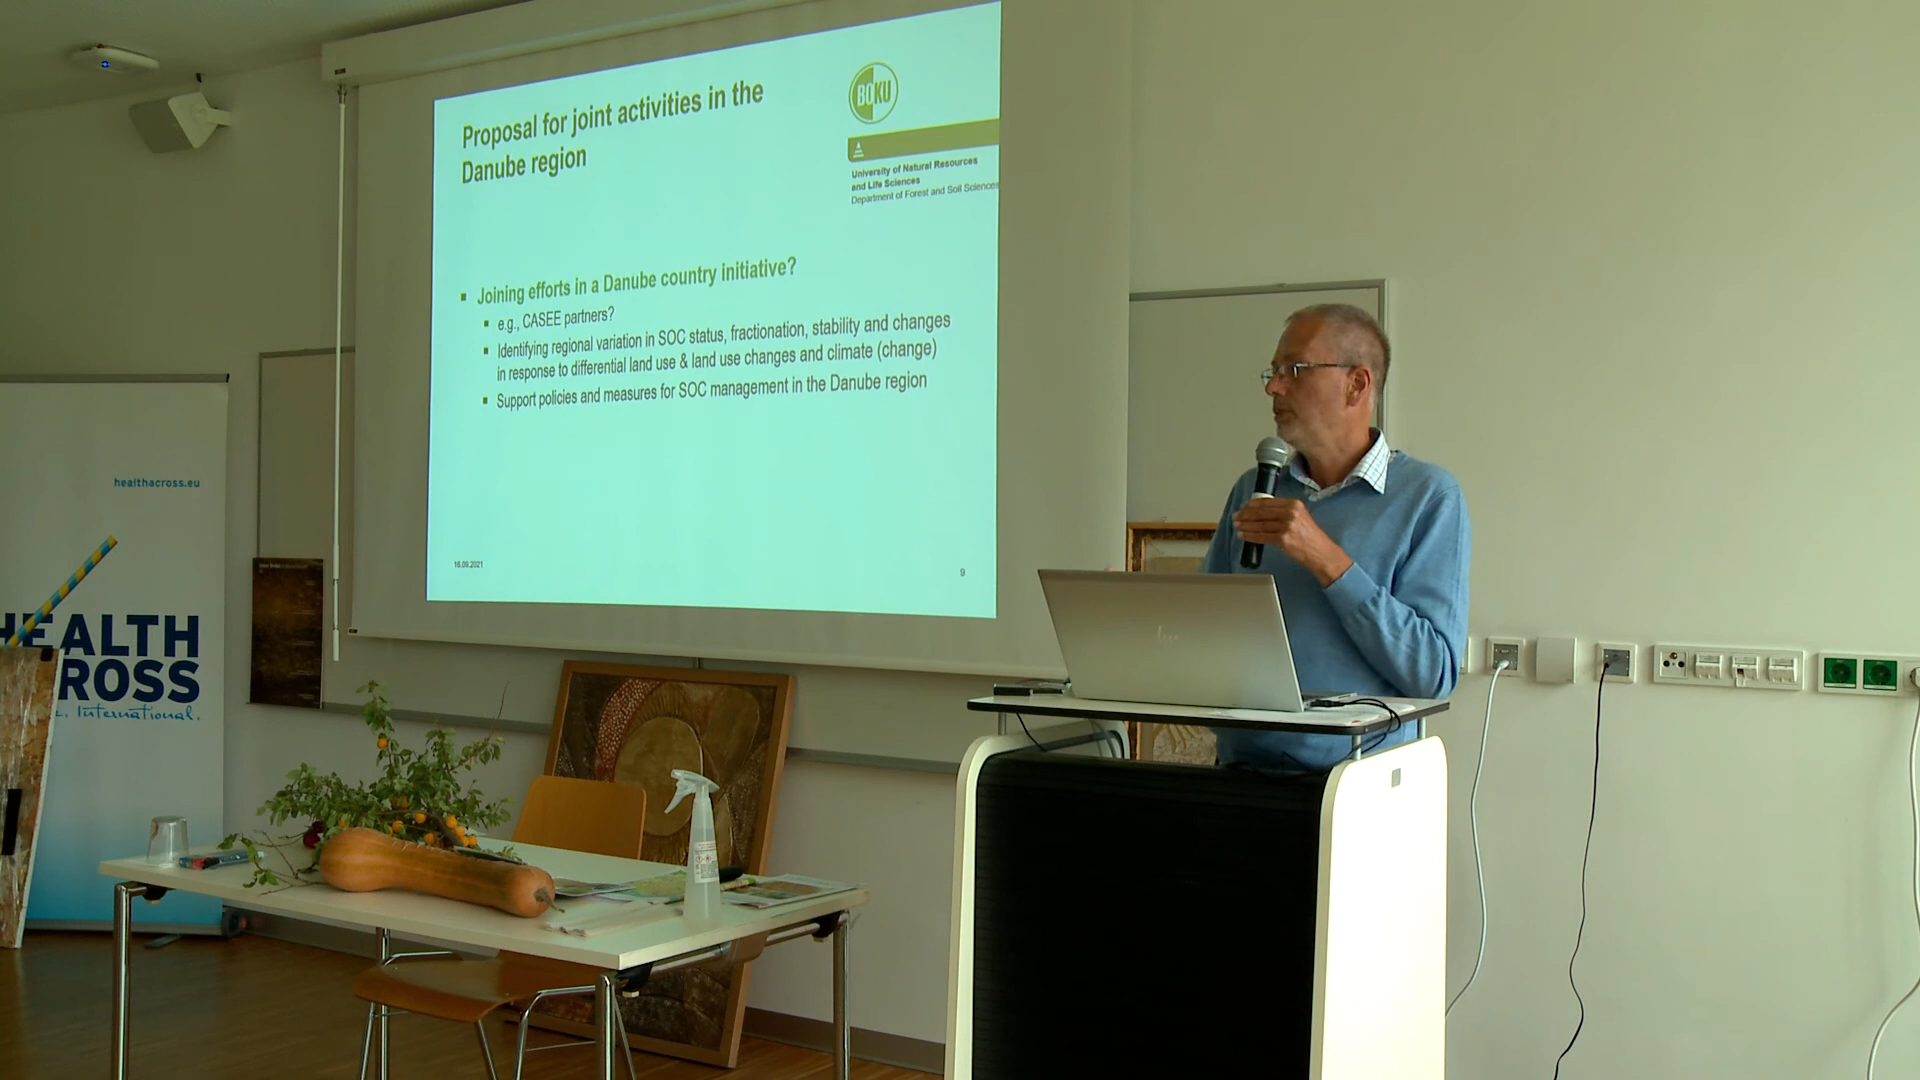 Proposal for joint activities in the
Danube region
BOKU
University of Natural Resources
and Life Sciences
Department of Forest and Soil Sciences
Joining efforts in a Danube country initiative?
e.g., CASEE partners?
Identifying regional variation in SOC status, fractionation, stability and changes
in response to differential land use & land use changes and climate (change)
Support policies and measures for SOC management in the Danube region
16.09.2021
9
healthacross.eu
HEALTH
ROSS
International.
hp